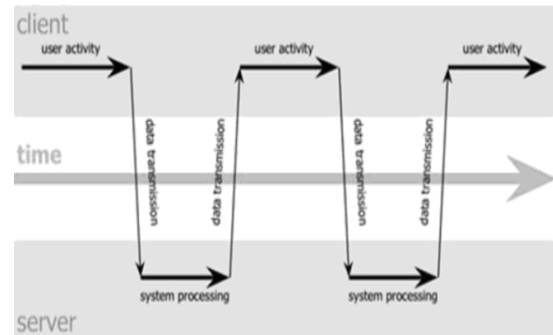 client
user activity
user activity
user activity
data transmission
data transmission
data transmission
data transmission
time
system processing
system processing
server